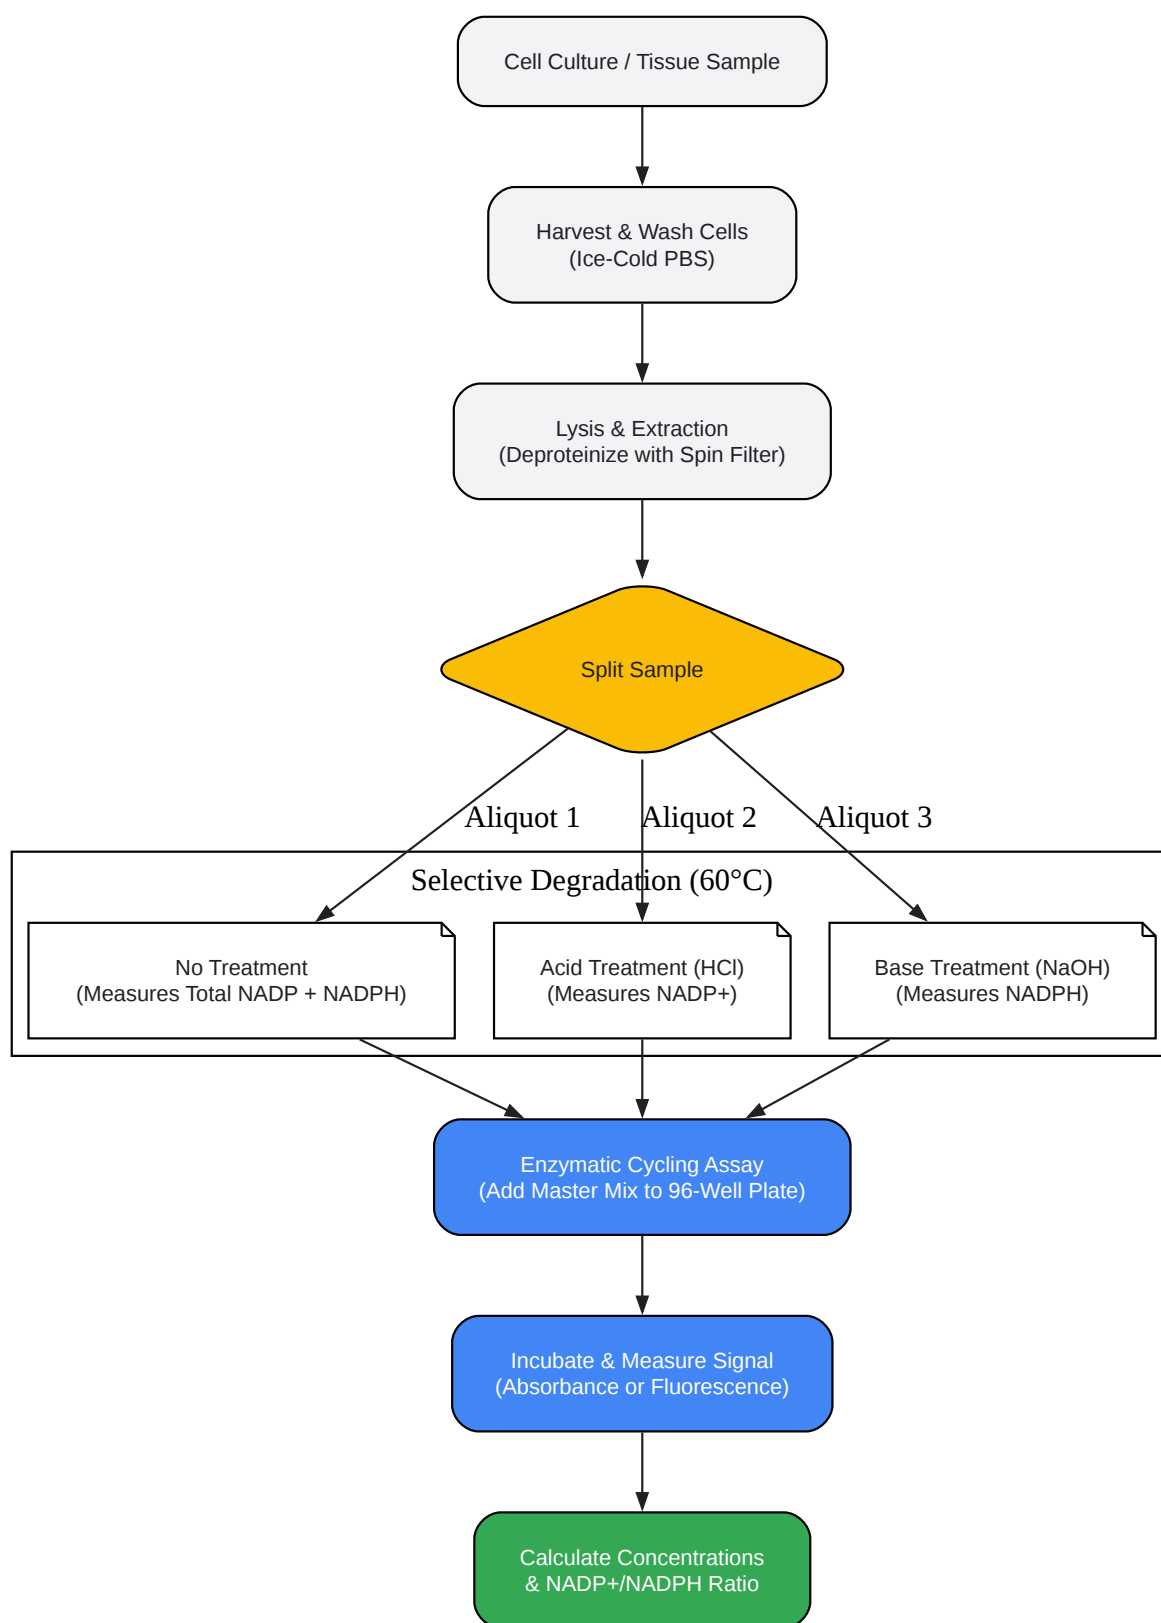 Cell Culture / Tissue Sample
Harvest & Wash Cells
(Ice-Cold PBS)
Lysis & Extraction
(Deproteinize with Spin Filter)
Split Sample
Aliquot 1
Aliquot 2
Aliquot 3
Selective Degradation (60°C)
No Treatment
(Measures Total NADP + NADPH)
Acid Treatment (HCl)
(Measures NADP+)
Base Treatment (NaOH)
(Measures NADPH)
Enzymatic Cycling Assay
(Add Master Mix to 96-Well Plate)
Incubate & Measure Signal
(Absorbance or Fluorescence)
Calculate Concentrations
& NADP+/NADPH Ratio